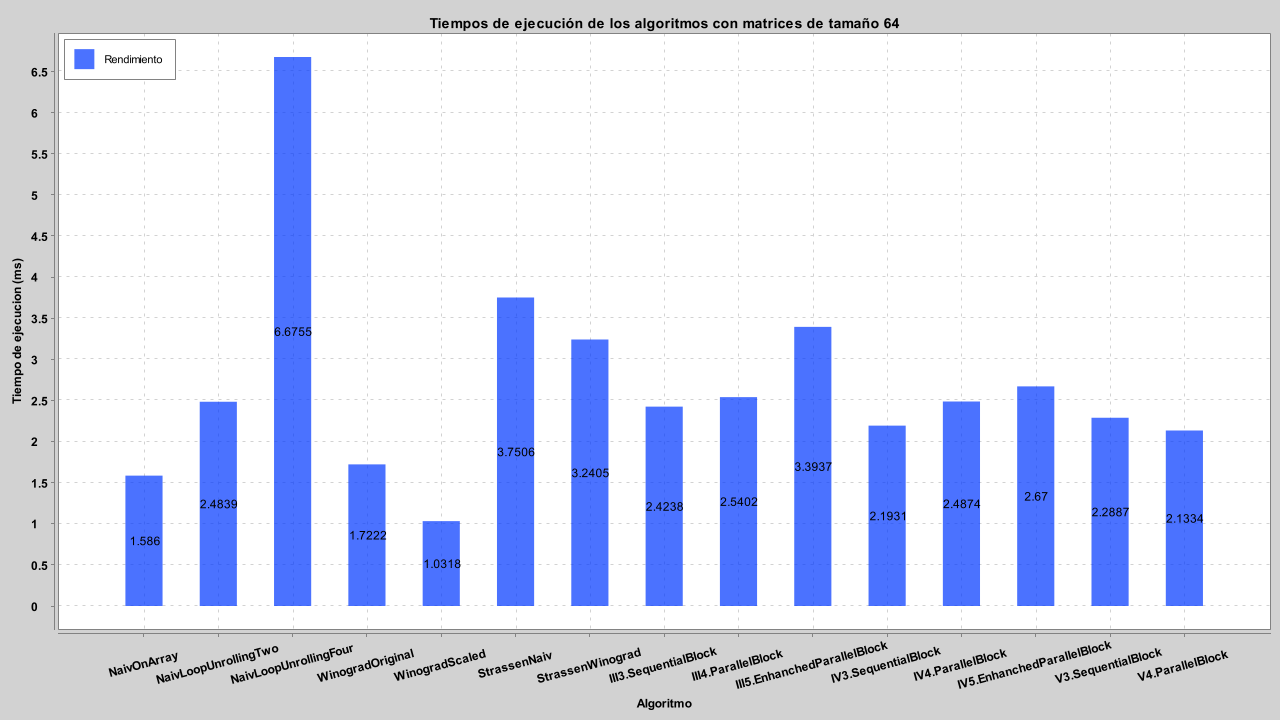 Tiempos de ejecución de los algoritmos con matrices de tamaño 64
Rendimiento
Tiempo de ejecucion (ms)
6.5
6
5.5
5
4.5
4
3.5
3
2.5
2
1.5
1
0.5
0
1.586
2.4839
6.6755
1.7222
1.0318
3.7506
3.2405
2.4238
2.5402
3.3937
2.1931
2.4874
2.67
2.2887
2.1334
NaivOnArray
NaivLoopUnrollingTwo
NaivLoopUnrollingFour
WinogradOriginal
WinogradScaled
StrassenNaiv
StrassenWinograd
III3.SequentialBlock
III4.ParallelBlock
III5.EnhanchedParallelBlock
IV3.SequentialBlock
IV4.ParallelBlock
IV5.EnhanchedParallelBlock
V3.SequentialBlock
V4.ParallelBlock
Algoritmo